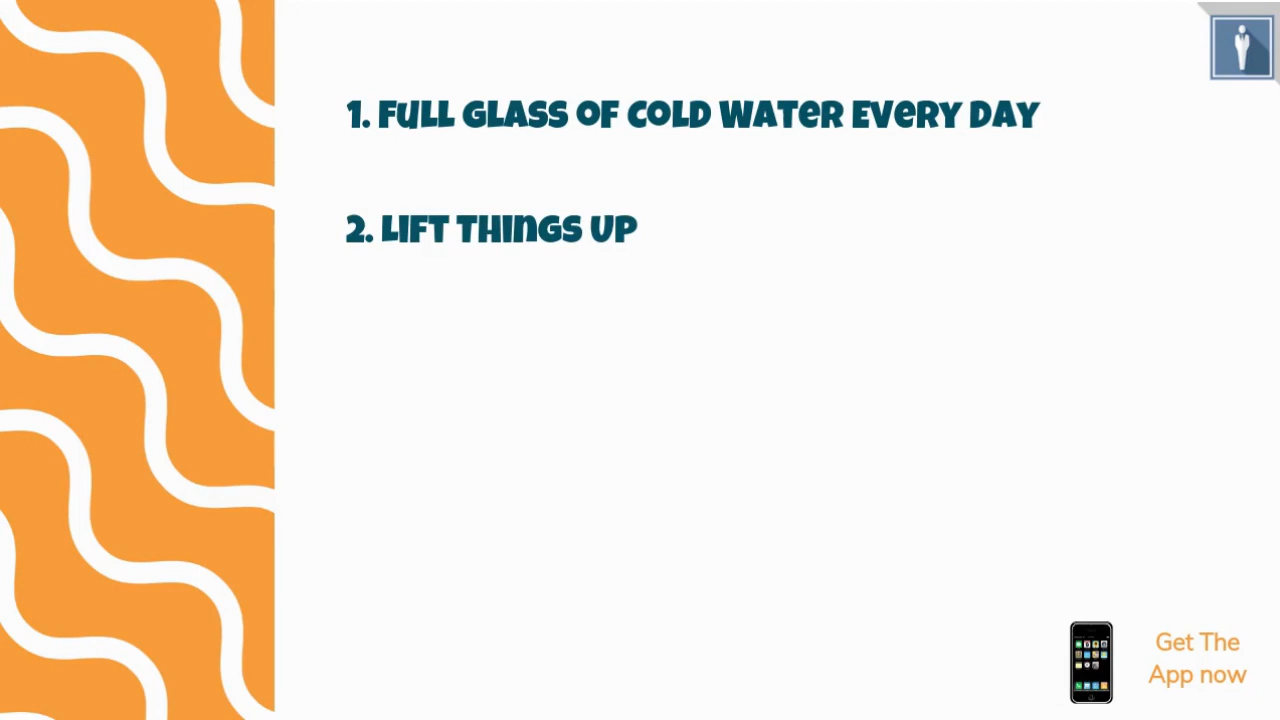 1. FULL GLASS OF COLD WATER EVERY DAY
2. LIFT THINGS UP
Get The
App now